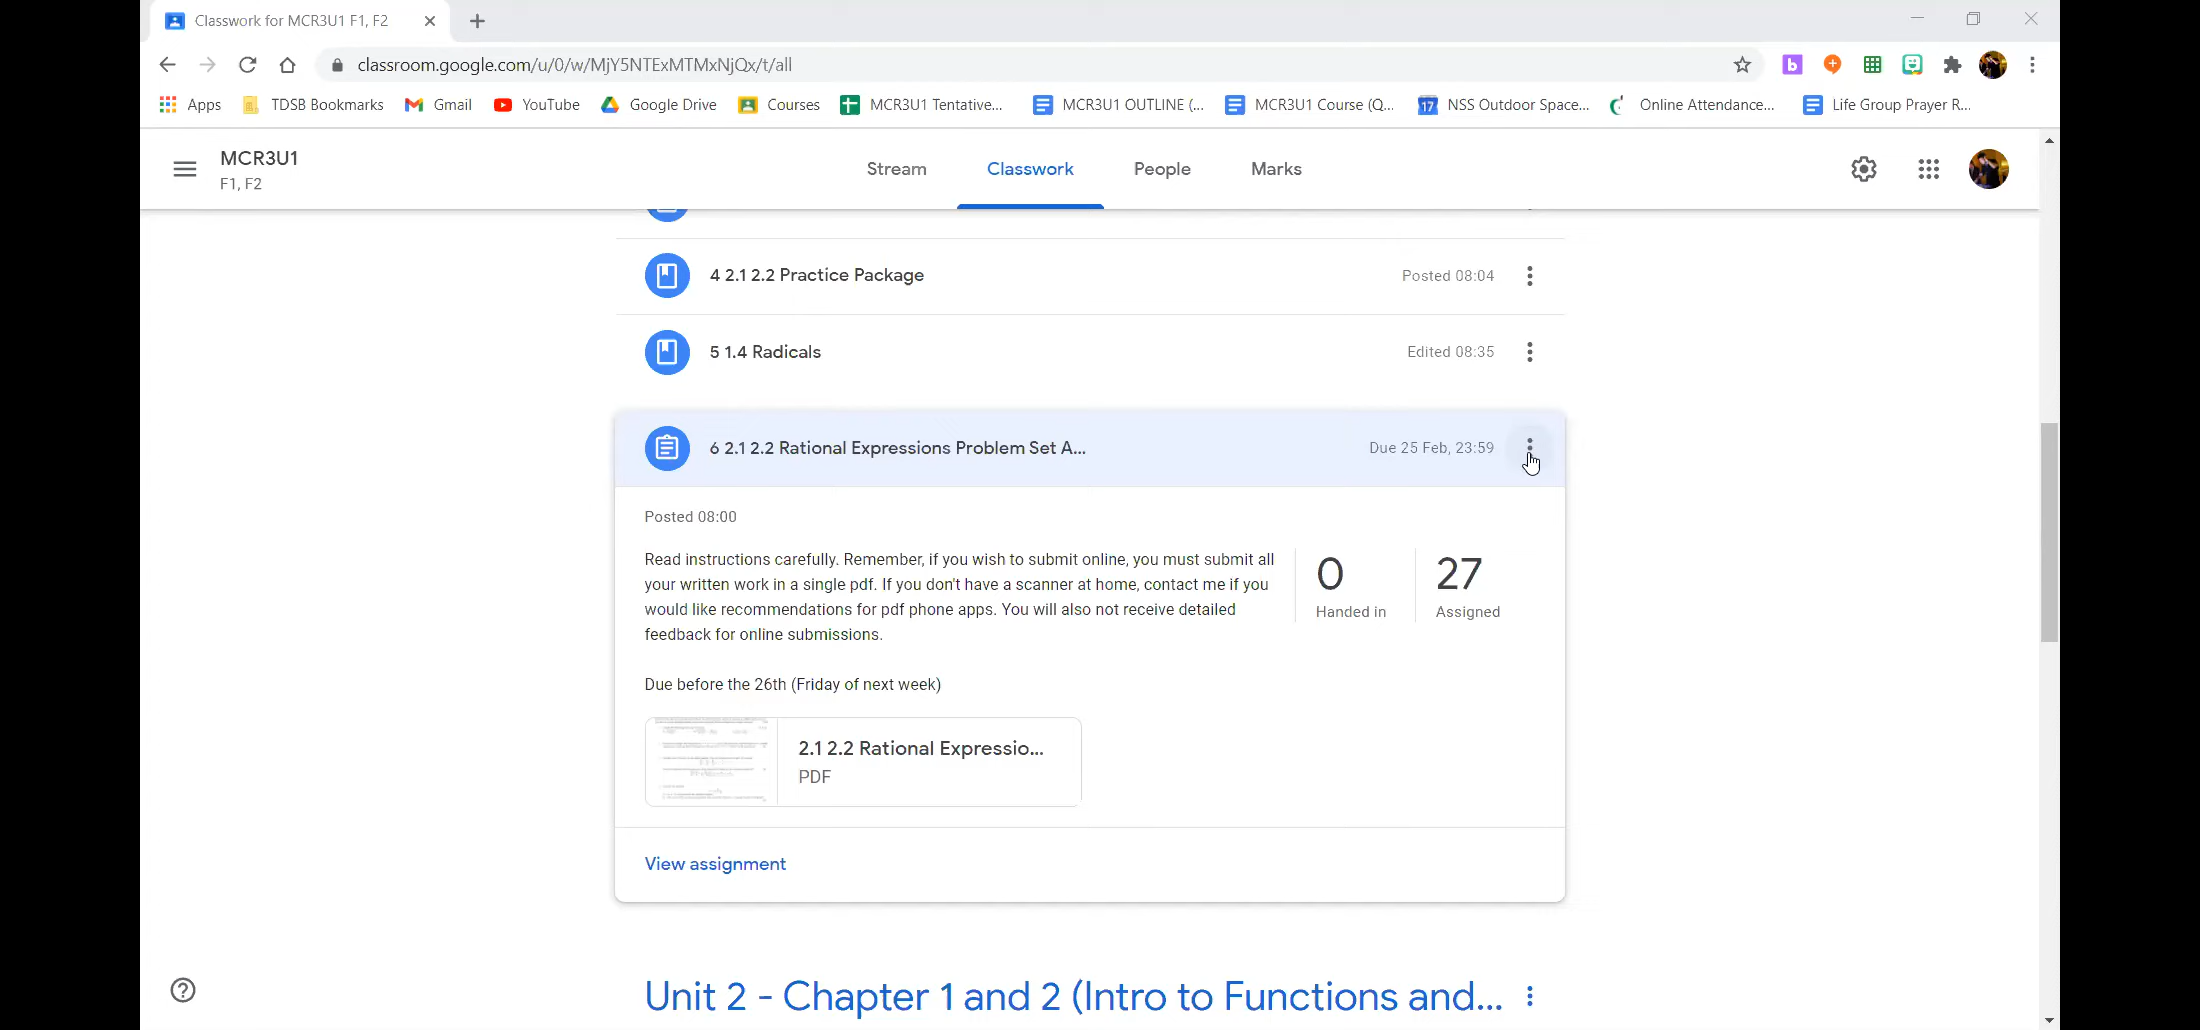 Classwork for MCR3U1 F1, F2
classroom.google.com/u/0/w/MjY5NTExMTMxNjQx/t/all
Apps TDSB Bookmarks Gmail YouTube Google Drive Courses MCR3U1 Tentative... MCR3U1 OUTLINE (... MCR3U1 Course (Q... 17 NSS Outdoor Space... Online Attendance... Life Group Prayer R...
MCR3U1
F1, F2
Stream Classwork People Marks
4 2.1 2.2 Practice Package Posted 08:04
5 1.4 Radicals Edited 08:35
6 2.1 2.2 Rational Expressions Problem Set A... Due 25 Feb, 23:59
Posted 08:00
Read instructions carefully. Remember, if you wish to submit online, you must submit all
your written work in a single pdf. If you don't have a scanner at home, contact me if you
would like recommendations for pdf phone apps. You will also not receive detailed
feedback for online submissions.
0 27
Handed in Assigned
Due before the 26th (Friday of next week)
2.1 2.2 Rational Expressio...
PDF
View assignment
Unit 2 - Chapter 1 and 2 (Intro to Functions and...